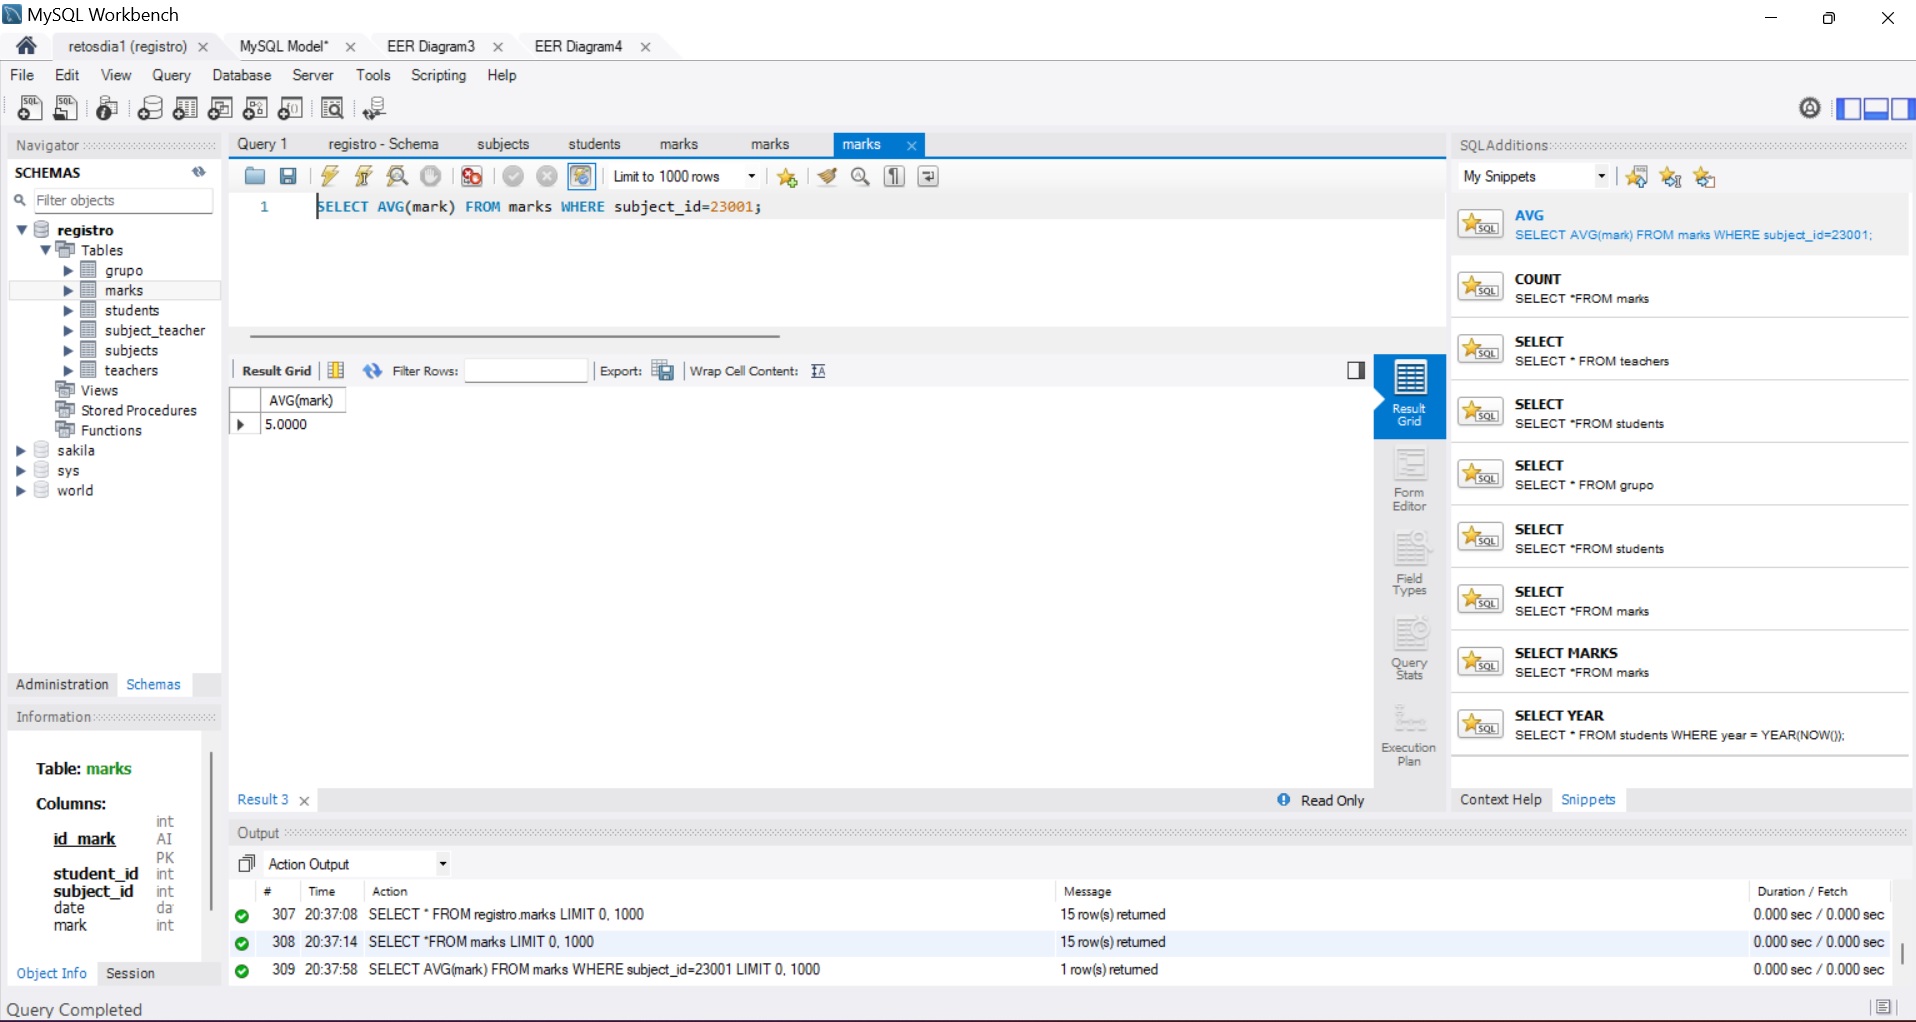 MySQL Workbench
retosdia1 (registro)
MySQL Model*
EER Diagram3
EER Diagram4
File Edit View Query Database Server Tools Scripting Help
Navigator
SCHEMAS
Filter objects
registro
Tables
grupo
marks
students
subject_teacher
subjects
teachers
Views
Stored Procedures
Functions
sakila
sys
world
Administration Schemas
Information
Table: marks
Columns:
id_mark int AI PK
student_id int
subject_id int
date da
mark int
Object Info Session
Query 1 registro - Schema subjects students marks marks marks
Limit to 1000 rows
1 SELECT AVG(mark) FROM marks WHERE subject_id=23001;
Result Grid Filter Rows: Export: Wrap Cell Content: IA
AVG(mark)
5.0000
Result Grid
Form Editor
Field Types
Query Stats
Execution Plan
Result 3 Read Only
SQLAdditions
My Snippets
AVG
SELECT AVG(mark) FROM marks WHERE subject_id=23001;
COUNT
SELECT *FROM marks
SELECT
SELECT * FROM teachers
SELECT
SELECT *FROM students
SELECT
SELECT * FROM grupo
SELECT
SELECT *FROM students
SELECT
SELECT *FROM marks
SELECT MARKS
SELECT *FROM marks
SELECT YEAR
SELECT * FROM students WHERE year = YEAR(NOW());
Context Help Snippets
Output
Action Output
# Time Action Message Duration / Fetch
307 20:37:08 SELECT * FROM registro.marks LIMIT 0, 1000 15 row(s) returned 0.000 sec / 0.000 sec
308 20:37:14 SELECT *FROM marks LIMIT 0, 1000 15 row(s) returned 0.000 sec / 0.000 sec
309 20:37:58 SELECT AVG(mark) FROM marks WHERE subject_id=23001 LIMIT 0, 1000 1 row(s) returned 0.000 sec / 0.000 sec
Query Completed